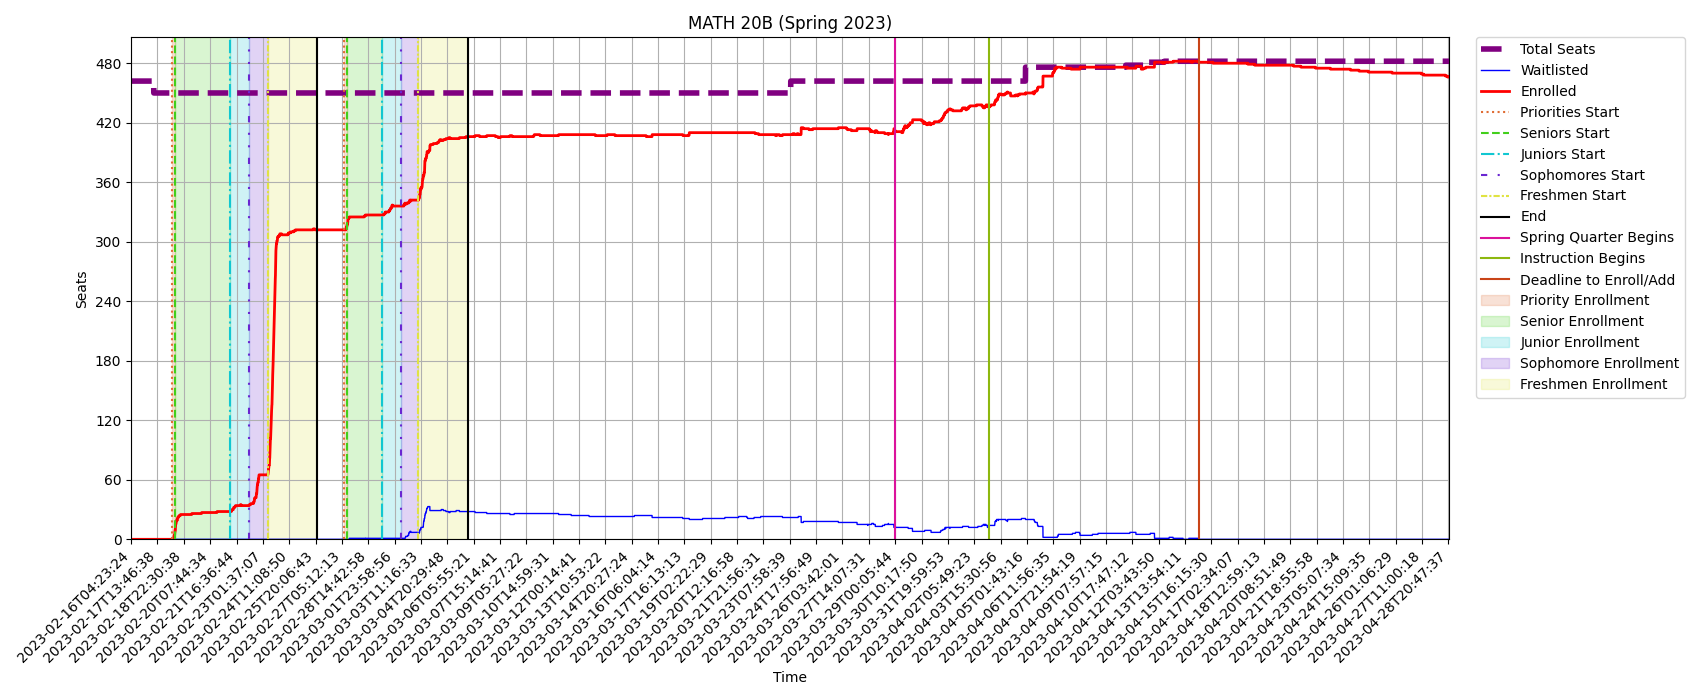 MATH 20B (Spring 2023)
Seats
480
420
360
300
240
180
120
60
0
2023-02-16T04:23:24
2023-02-17T13:46:38
2023-02-18T22:30:38
2023-02-20T07:44:34
2023-02-21T16:36:44
2023-02-23T01:37:07
2023-02-24T11:08:50
2023-02-25T20:06:43
2023-02-27T05:12:13
2023-02-28T14:42:58
2023-03-01T23:58:56
2023-03-03T11:16:33
2023-03-04T20:29:48
2023-03-06T05:55:21
2023-03-07T15:14:41
2023-03-09T05:27:22
2023-03-10T14:59:31
2023-03-12T00:14:41
2023-03-13T10:53:22
2023-03-14T20:27:24
2023-03-16T06:04:14
2023-03-17T16:13:13
2023-03-19T02:22:29
2023-03-20T12:16:58
2023-03-21T21:56:31
2023-03-23T07:58:39
2023-03-24T17:56:49
2023-03-26T03:42:01
2023-03-27T14:07:31
2023-03-29T00:05:44
2023-03-30T10:17:50
2023-03-31T19:59:53
2023-04-02T05:49:23
2023-04-03T15:30:56
2023-04-05T01:43:16
2023-04-06T11:56:35
2023-04-07T21:54:19
2023-04-09T07:57:15
2023-04-10T17:47:12
2023-04-12T03:43:50
2023-04-13T13:54:11
2023-04-15T16:15:30
2023-04-17T02:34:07
2023-04-18T12:59:13
2023-04-20T08:51:49
2023-04-21T18:55:58
2023-04-23T05:07:34
2023-04-24T15:09:35
2023-04-26T01:06:29
2023-04-27T11:00:18
2023-04-28T20:47:37
Time
Total Seats
Waitlisted
Enrolled
Priorities Start
Seniors Start
Juniors Start
Sophomores Start
Freshmen Start
End
Spring Quarter Begins
Instruction Begins
Deadline to Enroll/Add
Priority Enrollment
Senior Enrollment
Junior Enrollment
Sophomore Enrollment
Freshmen Enrollment